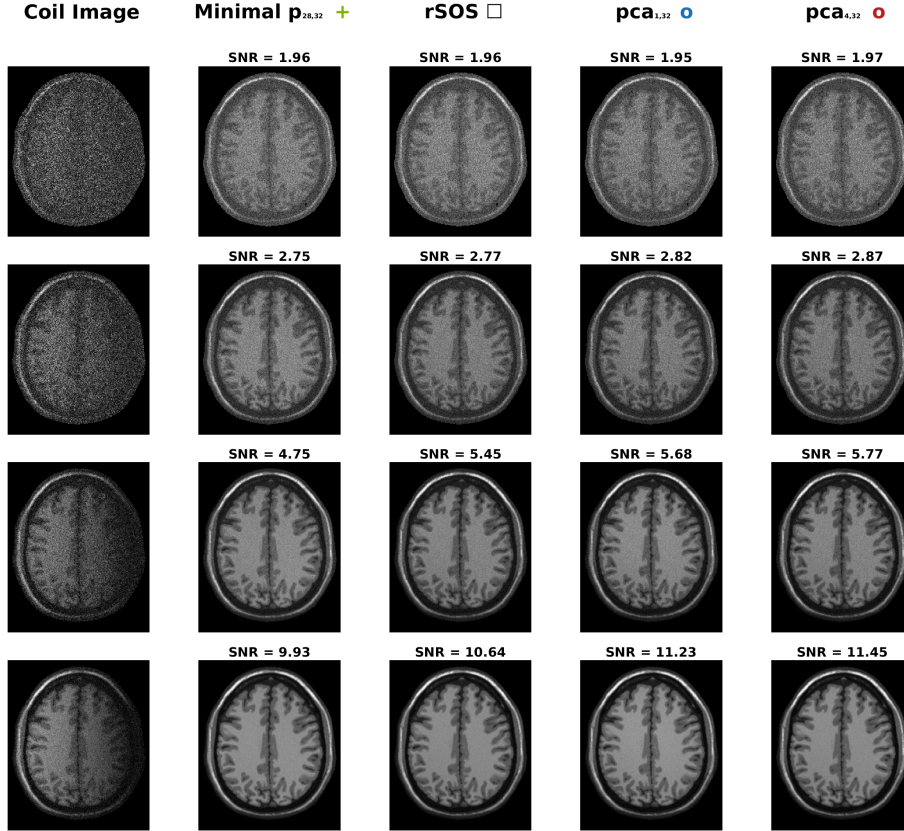 Coil Image Minimal p28,32 + rSOS □ pca1,32 o pca4,32 o
SNR = 1.96 SNR = 1.96 SNR = 1.95 SNR = 1.97
SNR = 2.75 SNR = 2.77 SNR = 2.82 SNR = 2.87
SNR = 4.75 SNR = 5.45 SNR = 5.68 SNR = 5.77
SNR = 9.93 SNR = 10.64 SNR = 11.23 SNR = 11.45